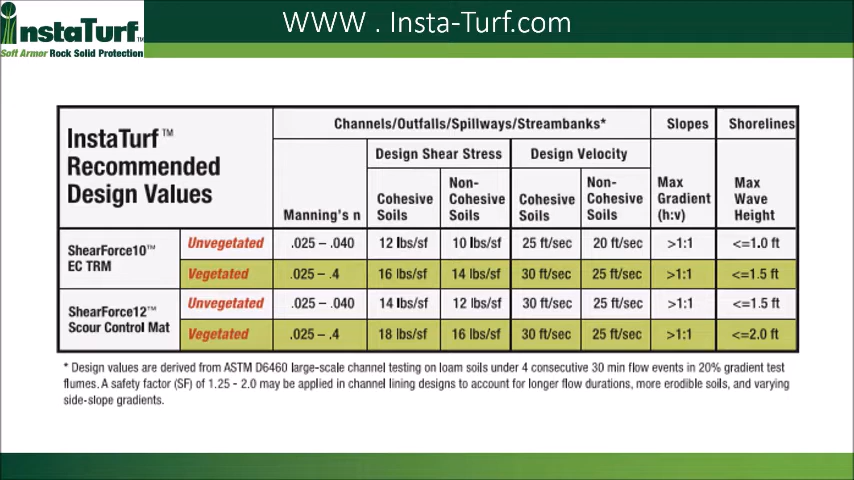 WWW . Insta-Turf.com
InstaTurf™
Soft Armor Rock Solid Protection
InstaTurf™
Recommended
Design Values
Channels/Outfalls/Spillways/Streambanks*
Slopes
Shorelines
Manning's n
Design Shear Stress
Design Velocity
Cohesive
Soils
Non-
Cohesive
Soils
Cohesive
Soils
Non-
Cohesive
Soils
Max
Gradient
(h:v)
Max
Wave
Height
ShearForce10™
EC TRM
Unvegetated .025 – .040 12 lbs/sf 10 lbs/sf 25 ft/sec 20 ft/sec >1:1 <=1.0 ft
Vegetated .025 – .4 16 lbs/sf 14 lbs/sf 30 ft/sec 25 ft/sec >1:1 <=1.5 ft
ShearForce12™
Scour Control Mat
Unvegetated .025 – .040 14 lbs/sf 12 lbs/sf 30 ft/sec 25 ft/sec >1:1 <=1.5 ft
Vegetated .025 – .4 18 lbs/sf 16 lbs/sf 30 ft/sec 25 ft/sec >1:1 <=2.0 ft
* Design values are derived from ASTM D6460 large-scale channel testing on loam soils under 4 consecutive 30 min flow events in 20% gradient test
flumes. A safety factor (SF) of 1.25 - 2.0 may be applied in channel lining designs to account for longer flow durations, more erodible soils, and varying
side-slope gradients.